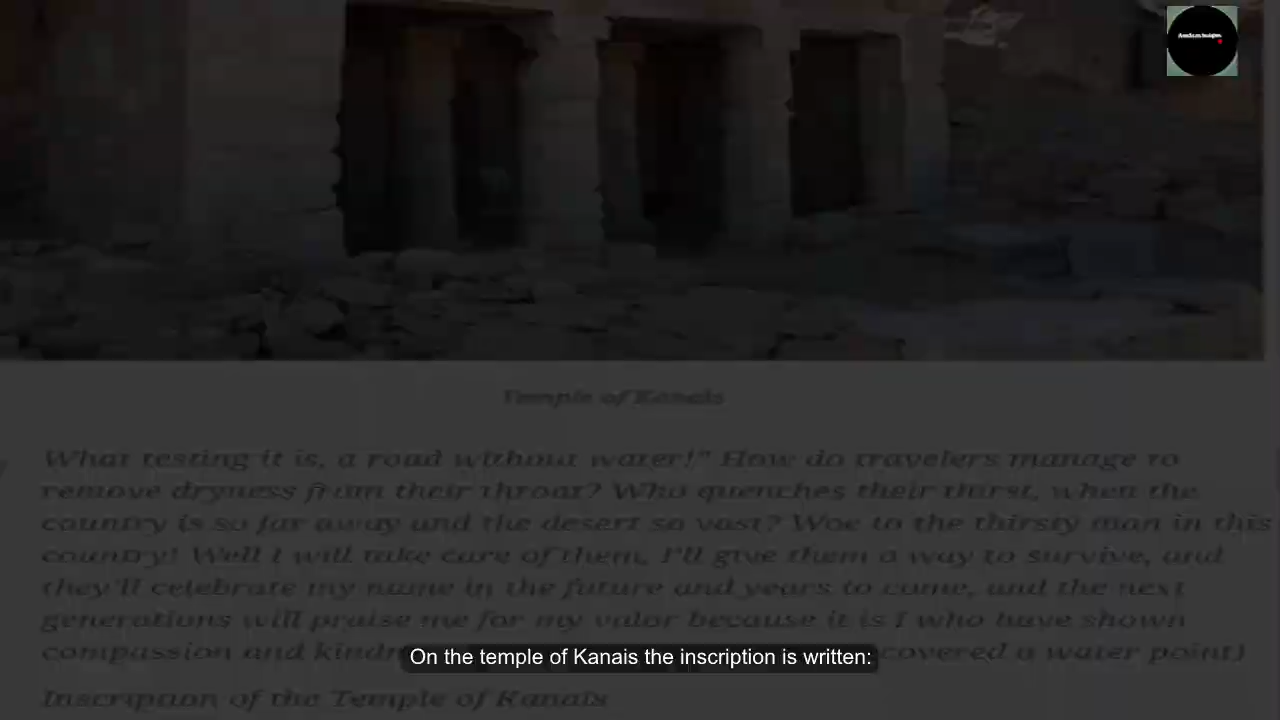 Temple of Kanais
What testing it is, a road without water!" How do travelers manage to
remove dryness from their throat? Who quenches their thirst, when the
country is so far away and the desert so vast? Woe to the thirsty man in this
country! Well I will take care of them, I'll give them a way to survive, and
they'll celebrate my name in the future and years to come, and the next
generations will praise me for my valor because it is I who have shown
compassion and covered a water point)
On the temple of Kanais the inscription is written:
Inscription of the Temple of Kanais